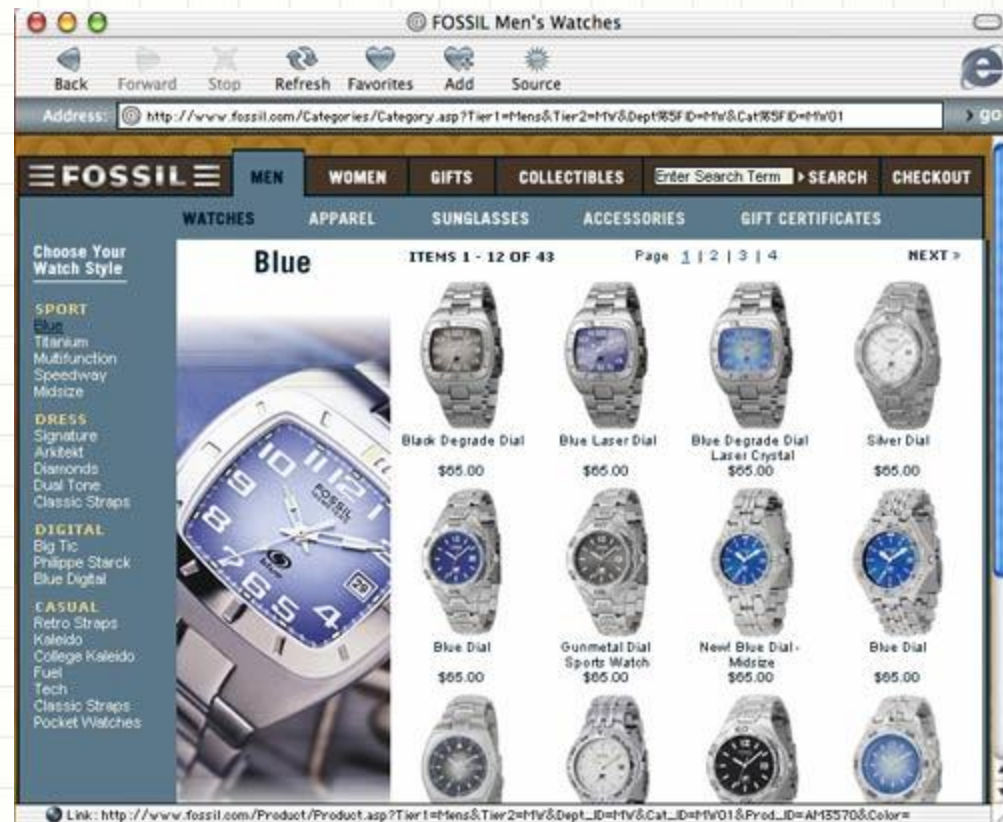 FOSSIL Men's Watches
Back Forward Stop Refresh Favorites Add Source
Address: http://www.fossil.com/Categories/Category.asp?Tier1=Mens&Tier2=MW&Dept%5FID=MW&Cat%5FID=MW01 go
FOSSIL MEN WOMEN GIFTS COLLECTIBLES Enter Search Term SEARCH CHECKOUT
WATCHES APPAREL SUNGLASSES ACCESSORIES GIFT CERTIFICATES
Choose Your
Watch Style
SPORT
Blue
Titanium
Multifunction
Speedway
Midsize
DRESS
Signature
Arkitekt
Diamonds
Dual Tone
Classic Straps
DIGITAL
Big Tic
Philippe Starck
Blue Digital
CASUAL
Retro Straps
Kaleido
College Kaleido
Fuel
Tech
Classic Straps
Pocket Watches
Blue ITEMS 1 - 12 OF 43 Page 1 | 2 | 3 | 4 NEXT »
FOSSIL
29
Black Degrade Dial
$65.00
Blue Laser Dial
$65.00
Blue Degrade Dial
Laser Crystal
$65.00
Silver Dial
$65.00
Blue Dial
$65.00
Gunmetal Dial
Sports Watch
$65.00
New! Blue Dial -
Midsize
$65.00
Blue Dial
$65.00
Link: http://www.fossil.com/Product/Product.asp?Tier1=Mens&Tier2=MW&Dept_ID=MW&Cat_ID=MW01&Prod_ID=AM3570&Color=